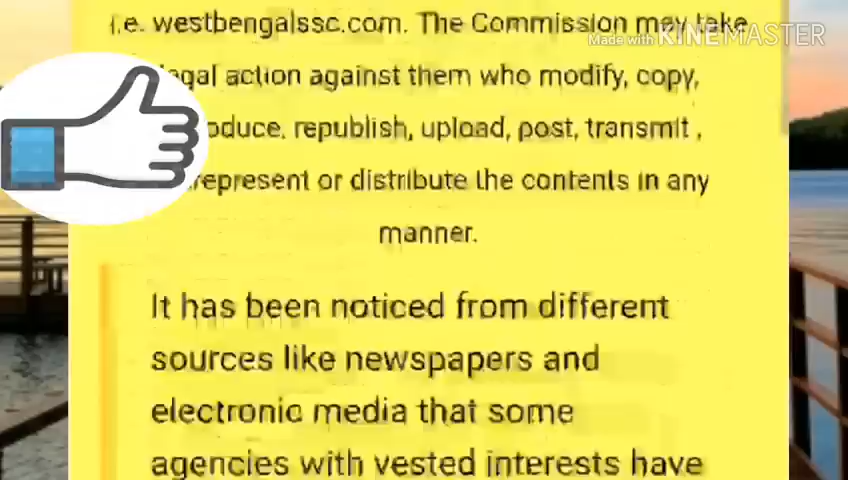 i.e. westbengalssc.com. The Commission may take
Made with KINEMASTER
legal action against them who modify, copy,
republish, upload, post, transmit ,
represent or distribute the contents in any
manner.
It has been noticed from different
sources like newspapers and
electronic media that some
agencies with vested interests have